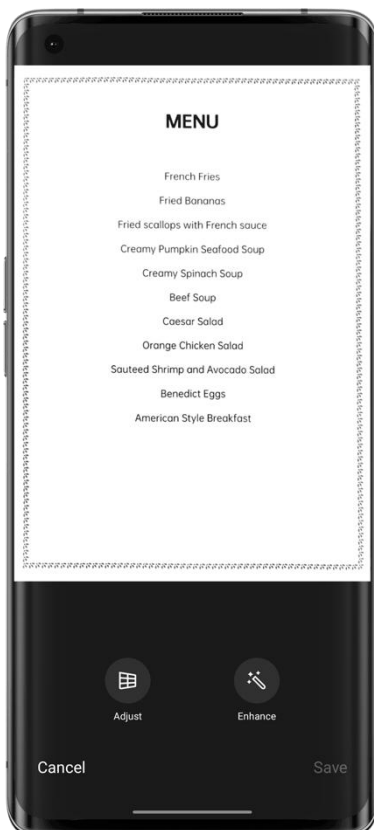 MENU
French Fries
Fried Bananas
Fried scallops with French sauce
Creamy Pumpkin Seafood Soup
Creamy Spinach Soup
Beef Soup
Caesar Salad
Orange Chicken Salad
Sauteed Shrimp and Avocado Salad
Benedict Eggs
American Style Breakfast
Adjust
Enhance
Cancel
Save